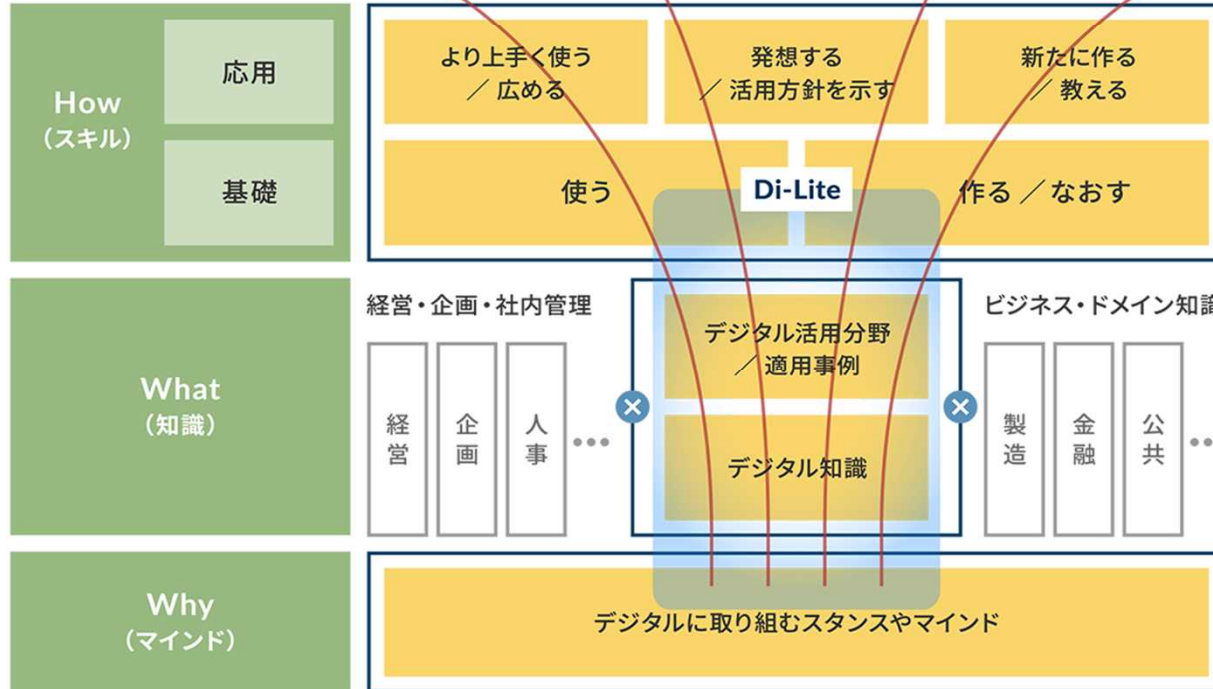 How
（スキル）
応用
基礎
より上手く使う
／広める
発想する
／活用方針を示す
新たに作る
／教える
使う
Di-Lite
作る／なおす
What
（知識）
経営・企画・社内管理
経営
企画
人事
•••
×
デジタル活用分野
／適用事例
デジタル知識
×
ビジネス・ドメイン知識
製造
金融
公共
••
Why
（マインド）
デジタルに取り組むスタンスやマインド